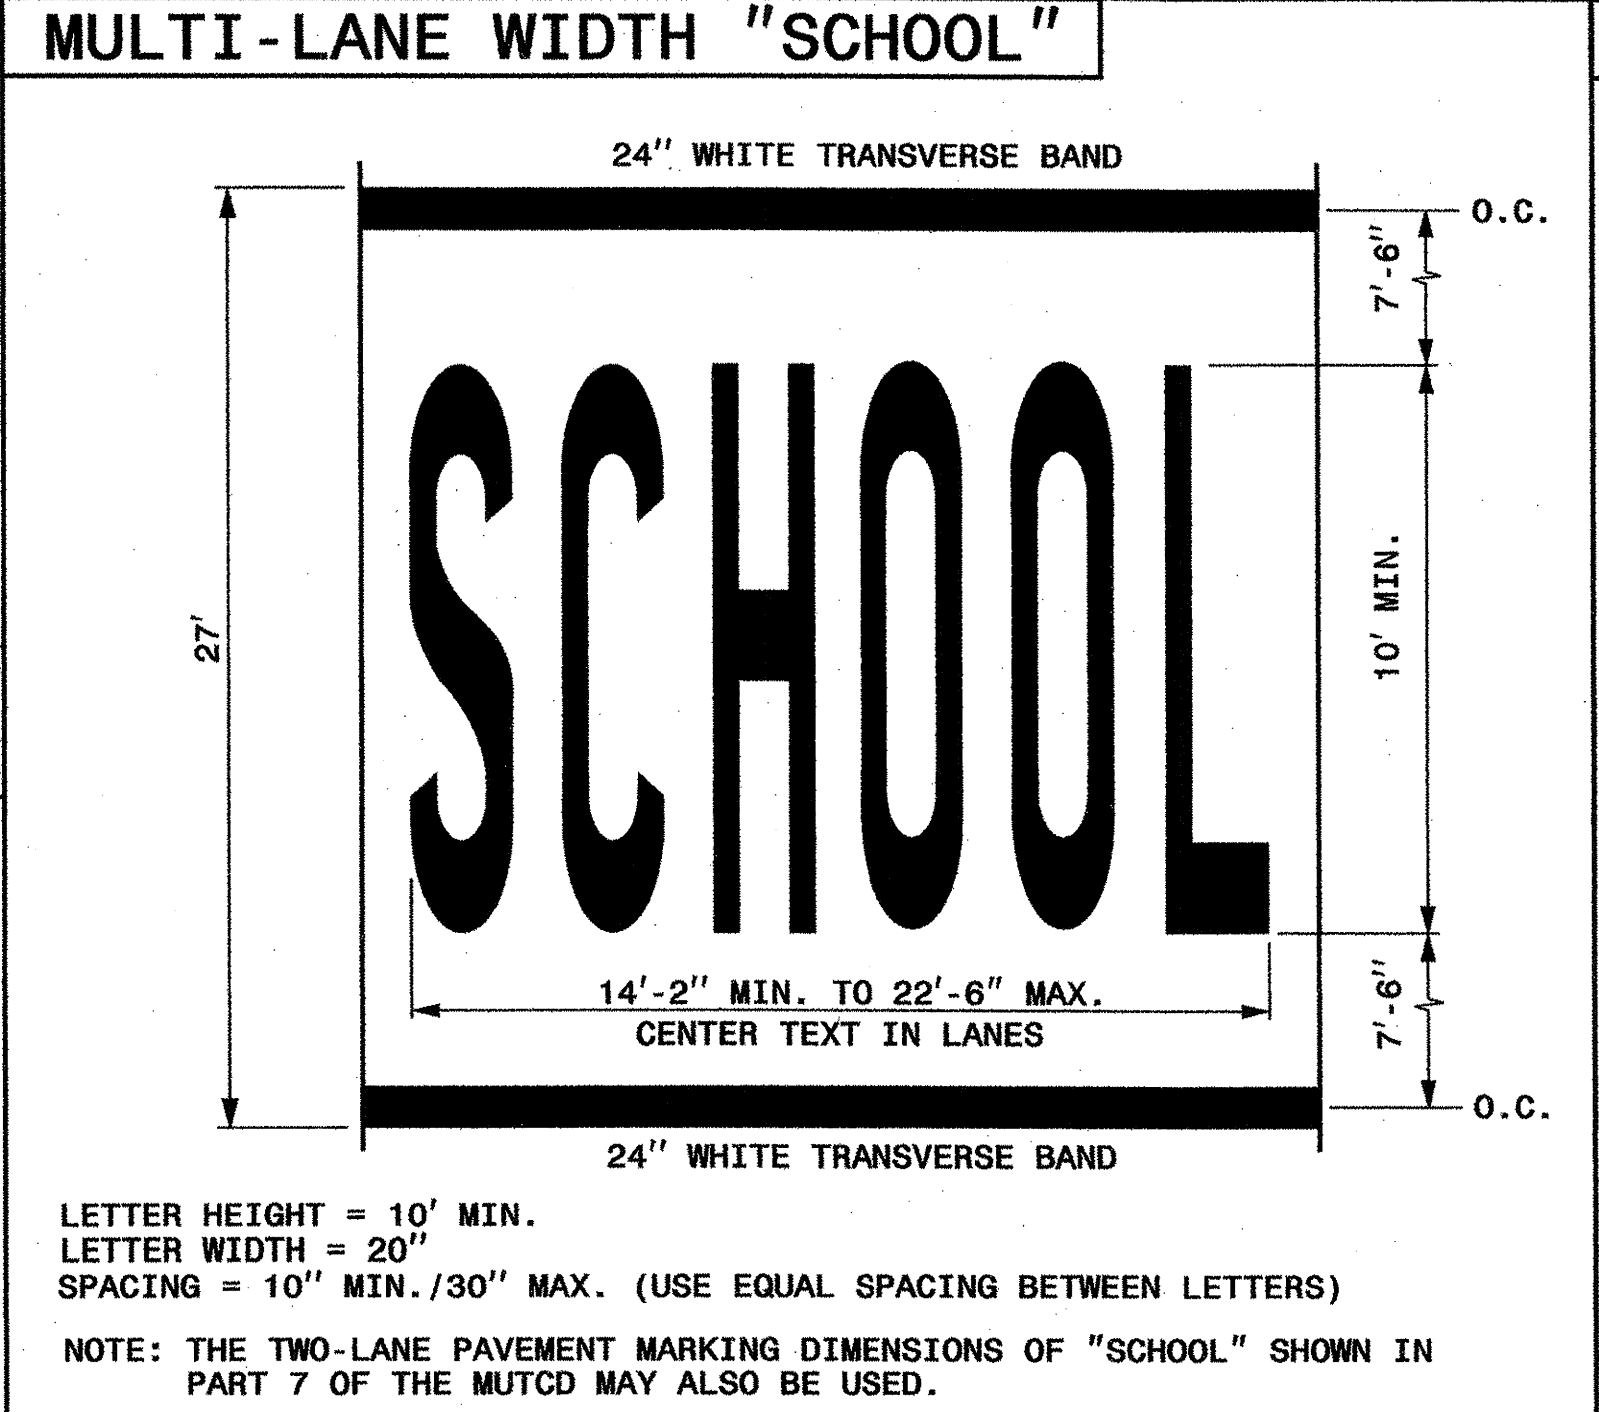 MULTI-LANE WIDTH "SCHOOL"
24" WHITE TRANSVERSE BAND
O.C.
7'-6"
SCHOOL
27'
10' MIN.
14'-2" MIN. TO 22'-6" MAX.
CENTER TEXT IN LANES
7'-6"
O.C.
24" WHITE TRANSVERSE BAND
LETTER HEIGHT = 10' MIN.
LETTER WIDTH = 20"
SPACING = 10" MIN./30" MAX. (USE EQUAL SPACING BETWEEN LETTERS)
NOTE: THE TWO-LANE PAVEMENT MARKING DIMENSIONS OF "SCHOOL" SHOWN IN
PART 7 OF THE MUTCD MAY ALSO BE USED.